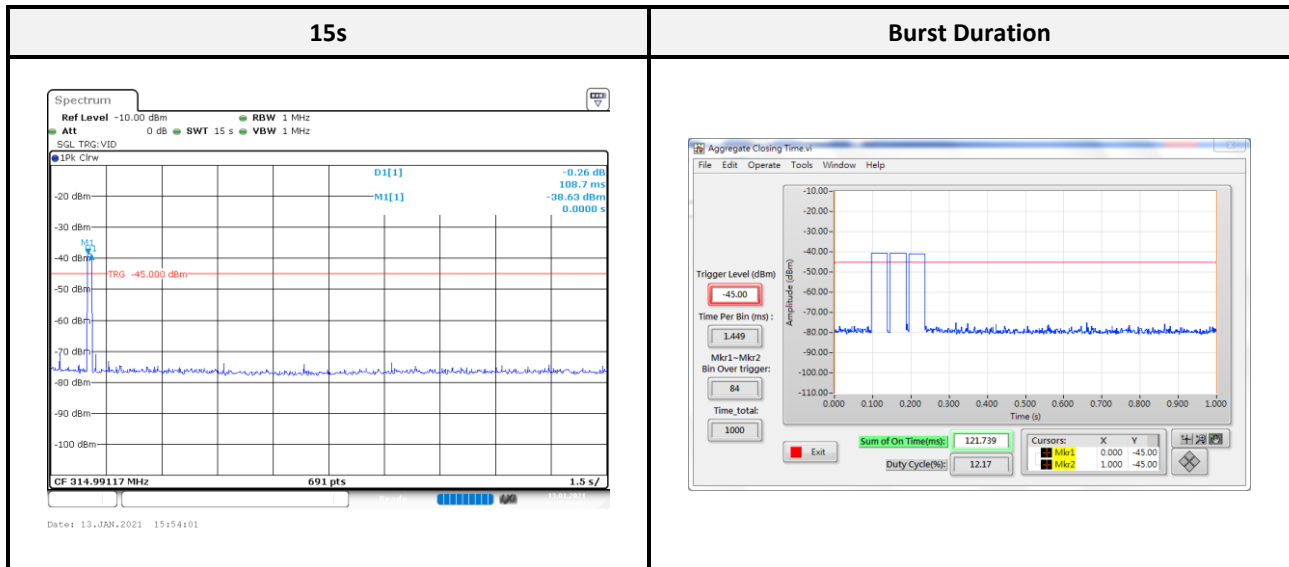 15s
Burst Duration
Spectrum
Ref Level -10.00 dBm RBW 1 MHz
Att 0 dB SWT 15 s VBW 1 MHz
SGL TRG: VID
1Pk Clrw
D1[1] -0.26 dB
108.7 ms
M1[1] -38.63 dBm
0.0000 s
-20 dBm
-30 dBm
M1
-40 dBm
TRG -45.000 dBm
-50 dBm
-60 dBm
-70 dBm
-80 dBm
-90 dBm
-100 dBm
CF 314.99117 MHz 691 pts 1.5 s/
Date: 13.JAN.2021 15:54:01
Aggregate Closing Time.vi
File Edit Operate Tools Window Help
Trigger Level (dBm)
-45.00
Time Per Bin (ms) :
1.449
Mkr1~Mkr2
Bin Over trigger:
84
Time_total:
1000
Amplitude (dBm)
-10.00
-20.00
-30.00
-40.00
-50.00
-60.00
-70.00
-80.00
-90.00
-100.00
-110.00
0.000 0.100 0.200 0.300 0.400 0.500 0.600 0.700 0.800 0.900 1.000
Time (s)
Exit
Sum of On Time(ms): 121.739
Duty Cycle(%): 12.17
Cursors: X Y
Mkr1 0.000 -45.00
Mkr2 1.000 -45.00